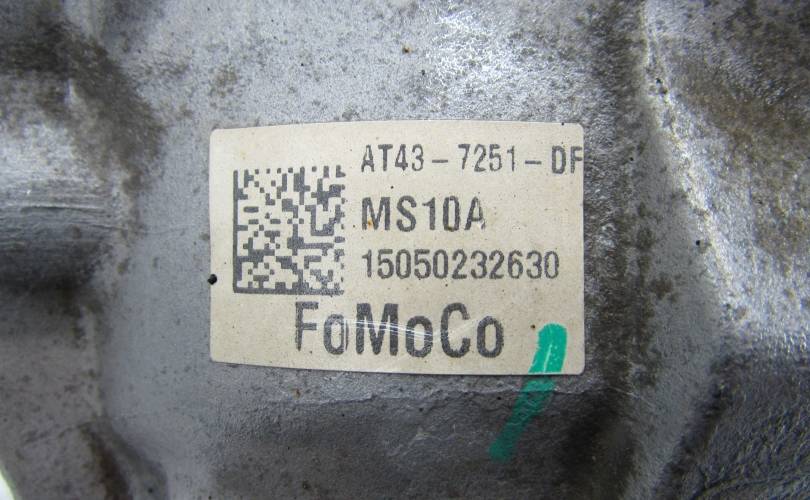 AT43-7251-DF
MS10A
15050232630
FoMoCo